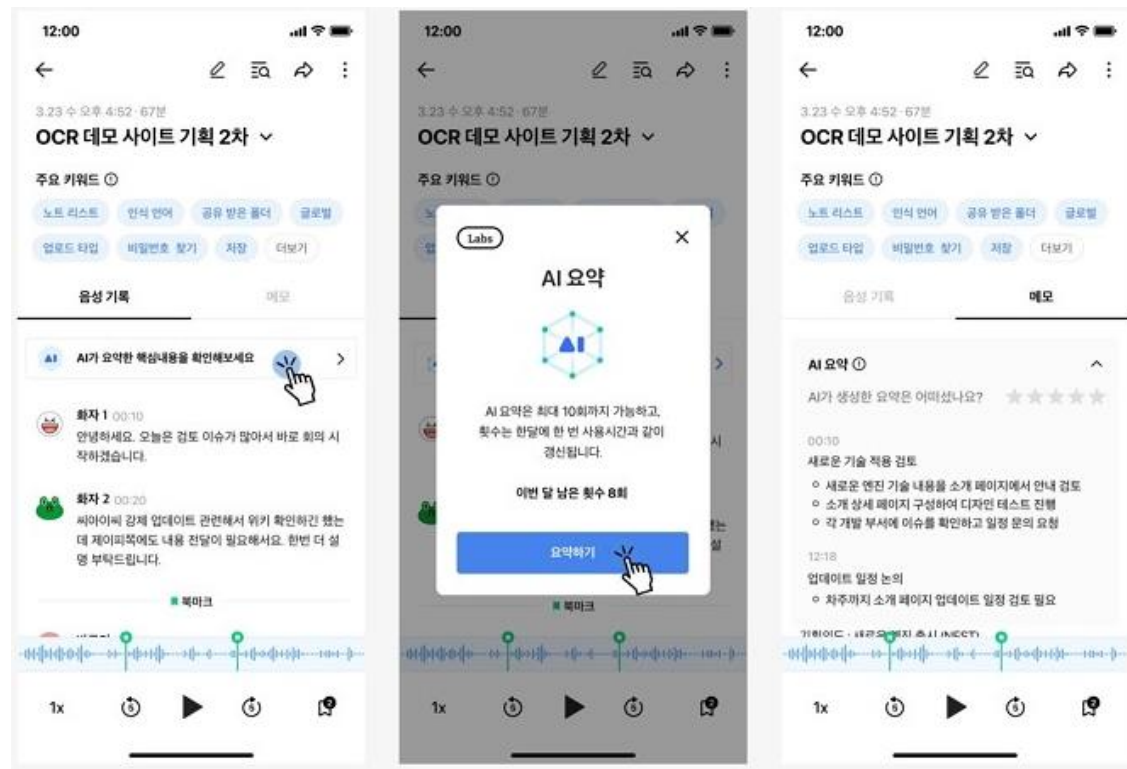 12:00
3.23 수 오후 4:52 · 67분
OCR 데모 사이트 기획 2차
주요 키워드
노트 리스트 인식 언어 공유 받은 폴더 글로벌
업로드 타입 비밀번호 찾기 저장 더보기
음성 기록 메모
AI AI가 요약한 핵심내용을 확인해보세요
화자 1 00:10
안녕하세요. 오늘은 검토 이슈가 많아서 바로 회의 시
작하겠습니다.
화자 2 00:20
씨아이씨 강제 업데이트 관련해서 위키 확인하긴 했는
데 제이피쪽에도 내용 전달이 필요해서요. 한번 더 설
명 부탁드립니다.
북마크
1x 5 5 2
12:00
3.23 수 오후 4:52 · 67분
OCR 데모 사이트 기획 2차
주요 키워드
Labs
AI 요약
AI
AI 요약은 최대 10회까지 가능하고,
횟수는 한달에 한 번 사용시간과 같이
갱신됩니다.
이번 달 남은 횟수 8회
요약하기
시
는
설
북마크
1x 5 5 2
12:00
3.23 수 오후 4:52 · 67분
OCR 데모 사이트 기획 2차
주요 키워드
노트 리스트 인식 언어 공유 받은 폴더 글로벌
업로드 타입 비밀번호 찾기 저장 더보기
음성 기록 메모
AI 요약
AI가 생성한 요약은 어떠셨나요?
00:10
새로운 기술 적용 검토
새로운 엔진 기술 내용을 소개 페이지에서 안내 검토
소개 상세 페이지 구성하여 디자인 테스트 진행
각 개발 부서에 이슈를 확인하고 일정 문의 요청
12:18
업데이트 일정 논의
차주까지 소개 페이지 업데이트 일정 검토 필요
1x 5 5 2